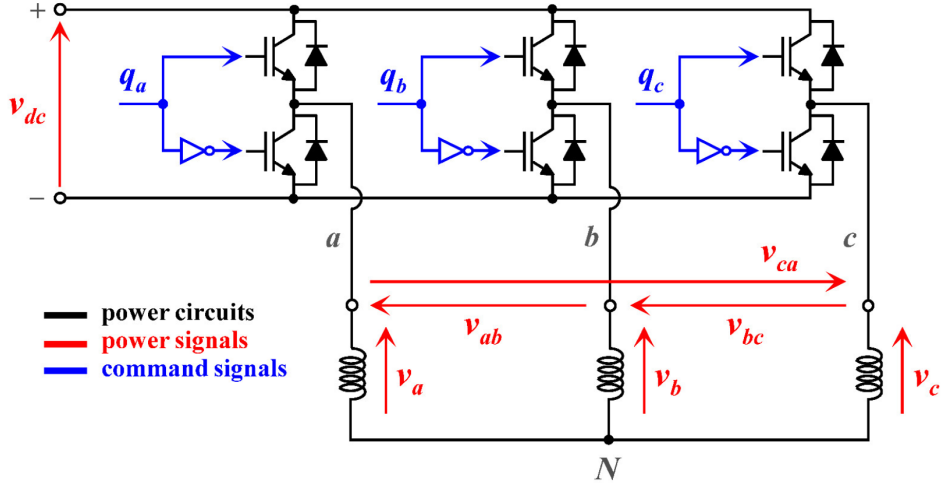 +
q_a
q_b
q_c
v_dc
−
a
b
c
v_ca
power circuits
power signals
command signals
v_ab
v_bc
v_a
v_b
v_c
N